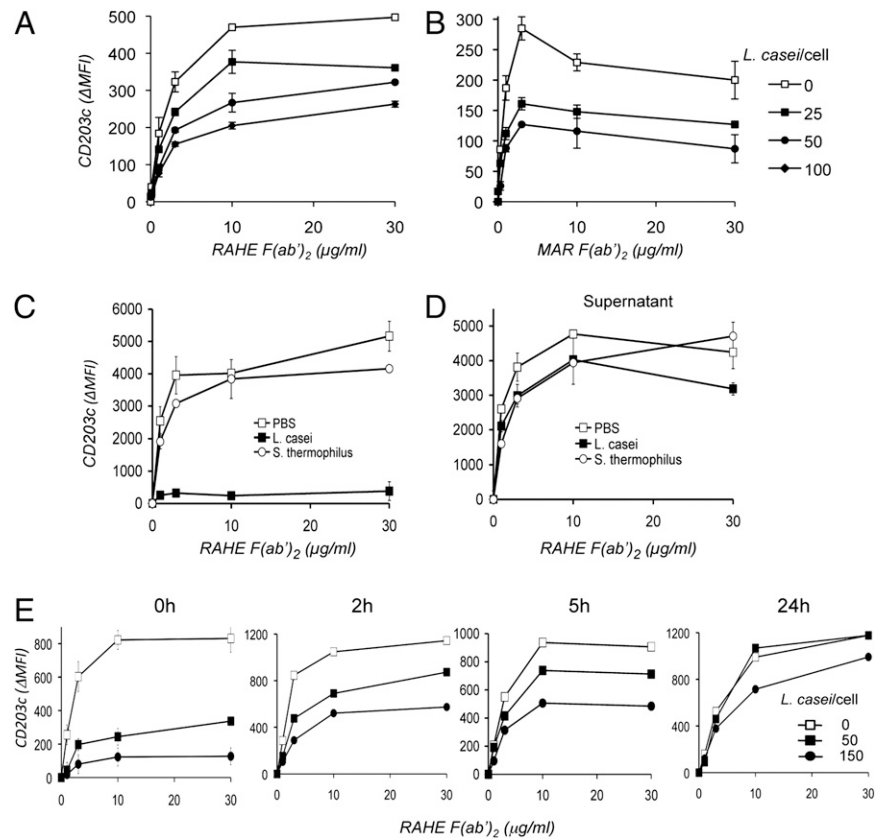 A
CD203c (ΔMFI)
500
400
300
200
100
0
0 10 20 30
RAHE F(ab')₂ (µg/ml)
B
300
250
200
150
100
50
0
0 10 20 30
MAR F(ab')₂ (µg/ml)
L. casei/cell
0
25
50
100
C
CD203c (ΔMFI)
6000
5000
4000
3000
2000
1000
0
PBS
L. casei
S. thermophilus
0 10 20 30
RAHE F(ab')₂ (µg/ml)
D
Supernatant
5000
4000
3000
2000
1000
0
PBS
L. casei
S. thermophilus
0 10 20 30
RAHE F(ab')₂ (µg/ml)
E
CD203c (ΔMFI)
0h
800
600
400
200
0
0 10 20 30
2h
1200
800
400
0
0 10 20 30
5h
1000
800
600
400
200
0
0 10 20 30
24h
1200
800
400
0
L. casei/cell
0
50
150
0 10 20 30
RAHE F(ab')₂ (µg/ml)